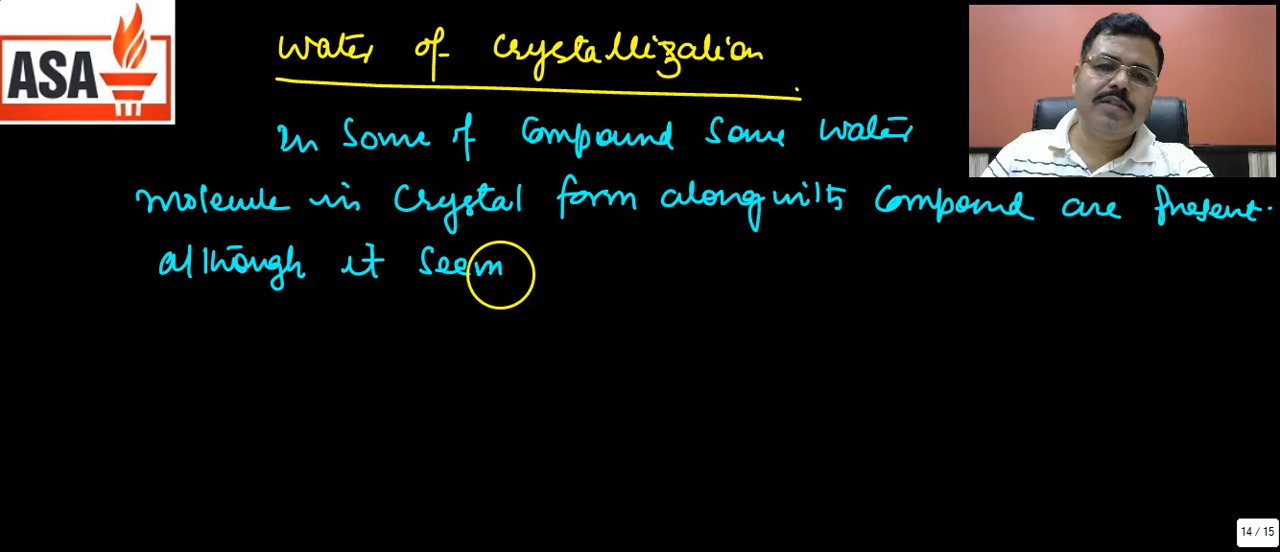 ASA
Water of Crystallization
In Some of Compound Some water
molecule in crystal form along with compound are present.
although it seem
14 / 15